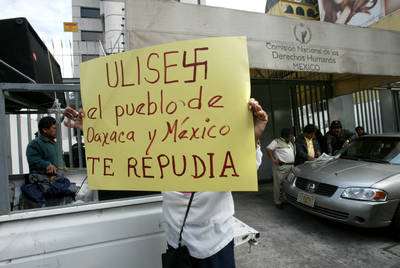 Comisión Nacional de los
Derechos Humanos
MEXICO
ULISE卐
el pueblo de
Oaxaca y México
TE REPUDIA